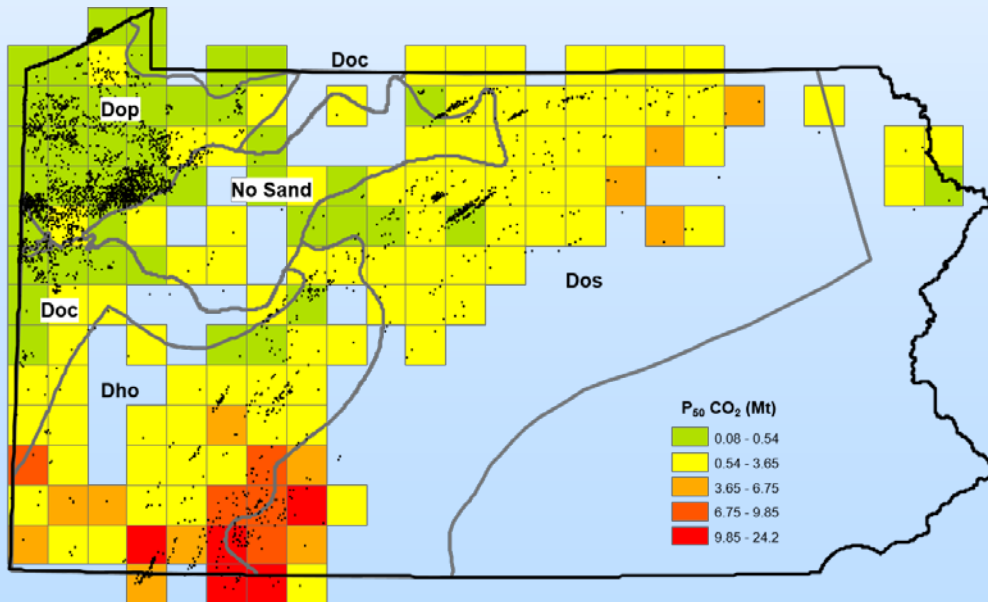 Doc
Dop
No Sand
Dos
Doc
Dho
P₅₀ CO₂ (Mt)
0.08 - 0.54
0.54 - 3.65
3.65 - 6.75
6.75 - 9.85
9.85 - 24.2